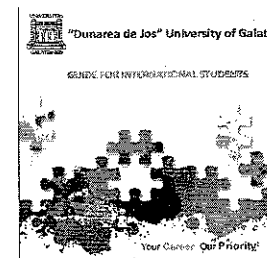 "Dunarea de Jos" University of Galat
GUIDE FOR INTERNATIONAL STUDENTS
Your Career. Our Priority!